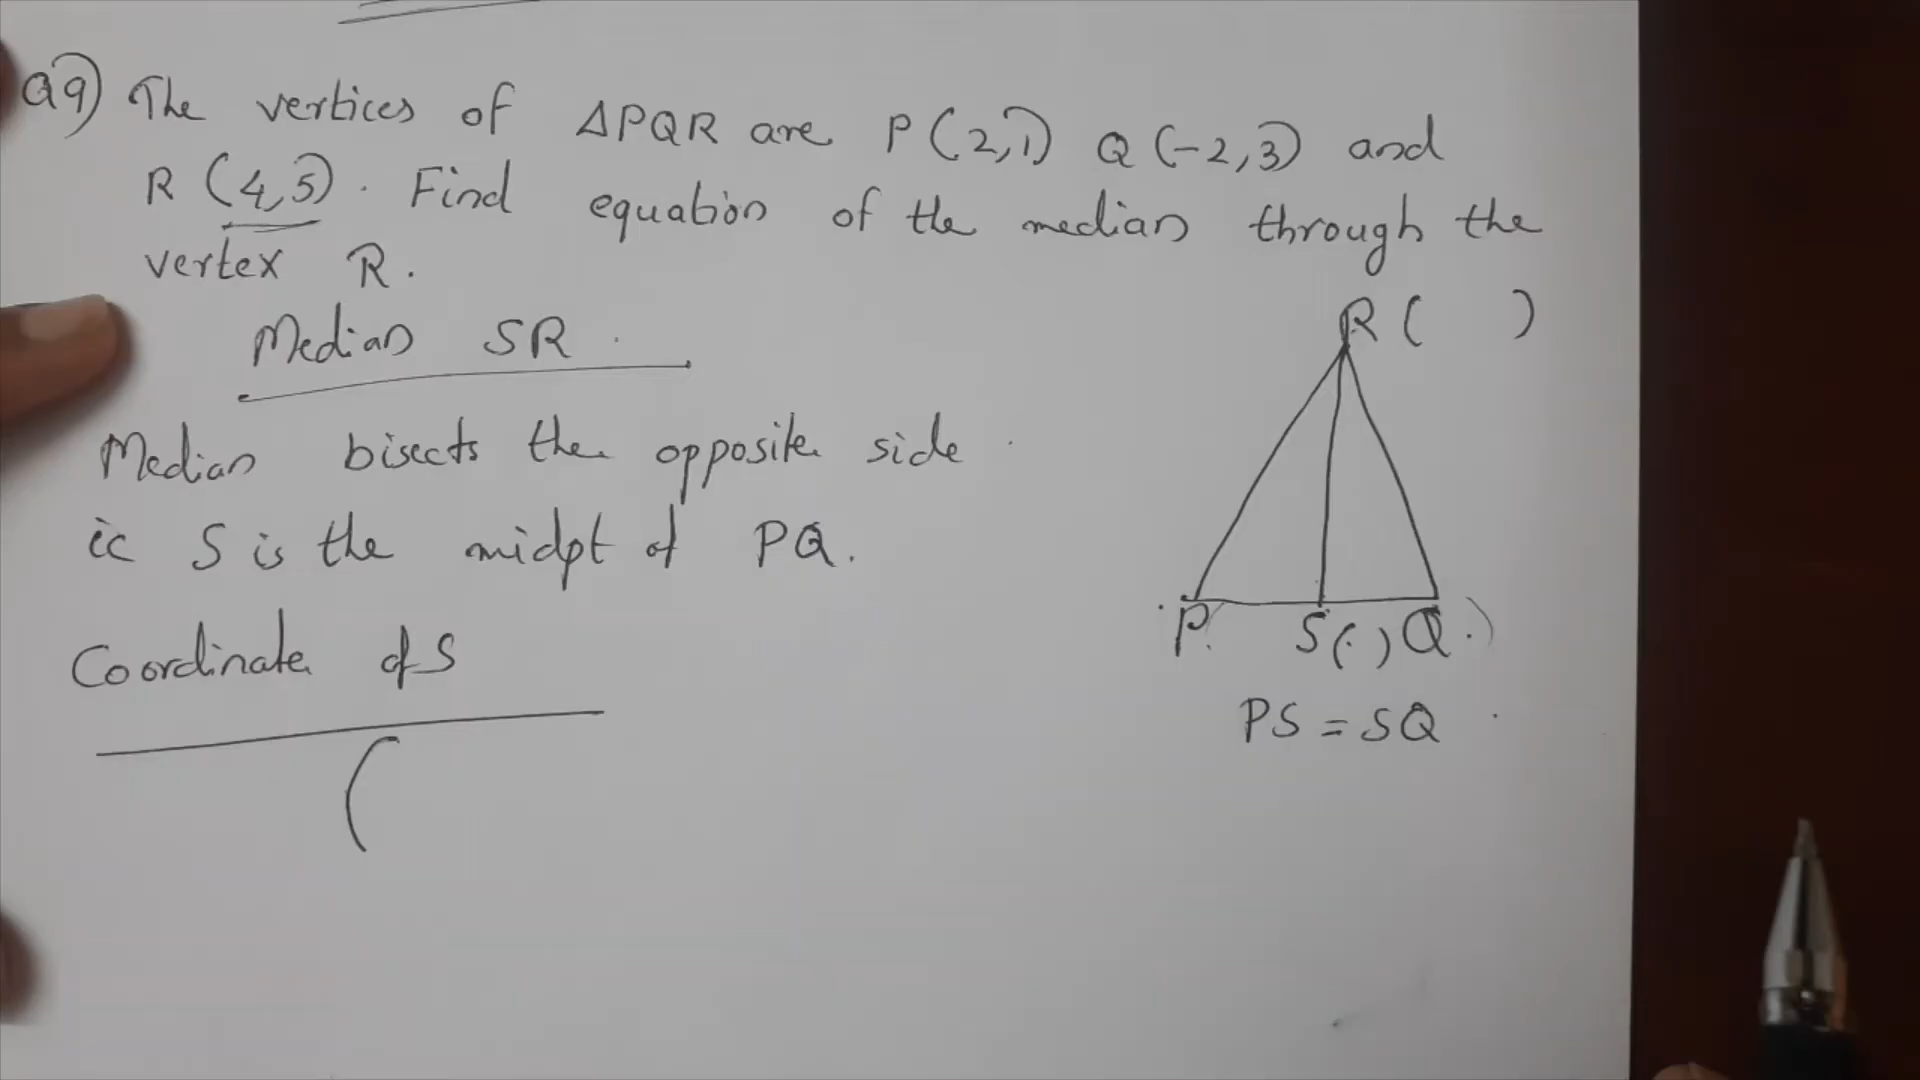 Q9) The vertices of △PQR are P(2,1) Q(-2,3) and
R (4,5). Find equation of the median through the
vertex R.
Median SR.
Median bisects the opposite side
ie S is the midpt of PQ.
Coordinate of S
(
R ( )
P. S(.) Q.)
PS = SQ